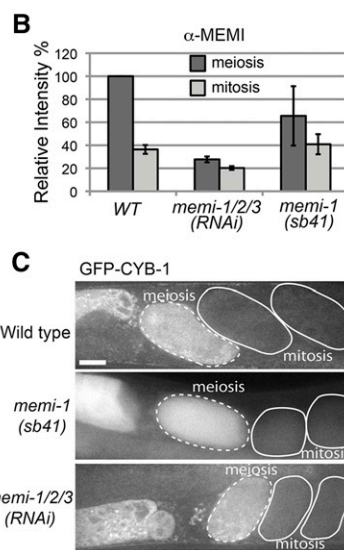 B
α-MEMI
Relative Intensity %
120
100
80
60
40
20
0
meiosis
mitosis
WT
memi-1/2/3
(RNAi)
memi-1
(sb41)
C
GFP-CYB-1
Wild type
meiosis
mitosis
memi-1
(sb41)
meiosis
mitosis
emi-1/2/3
(RNAi)
meiosis
mitosis